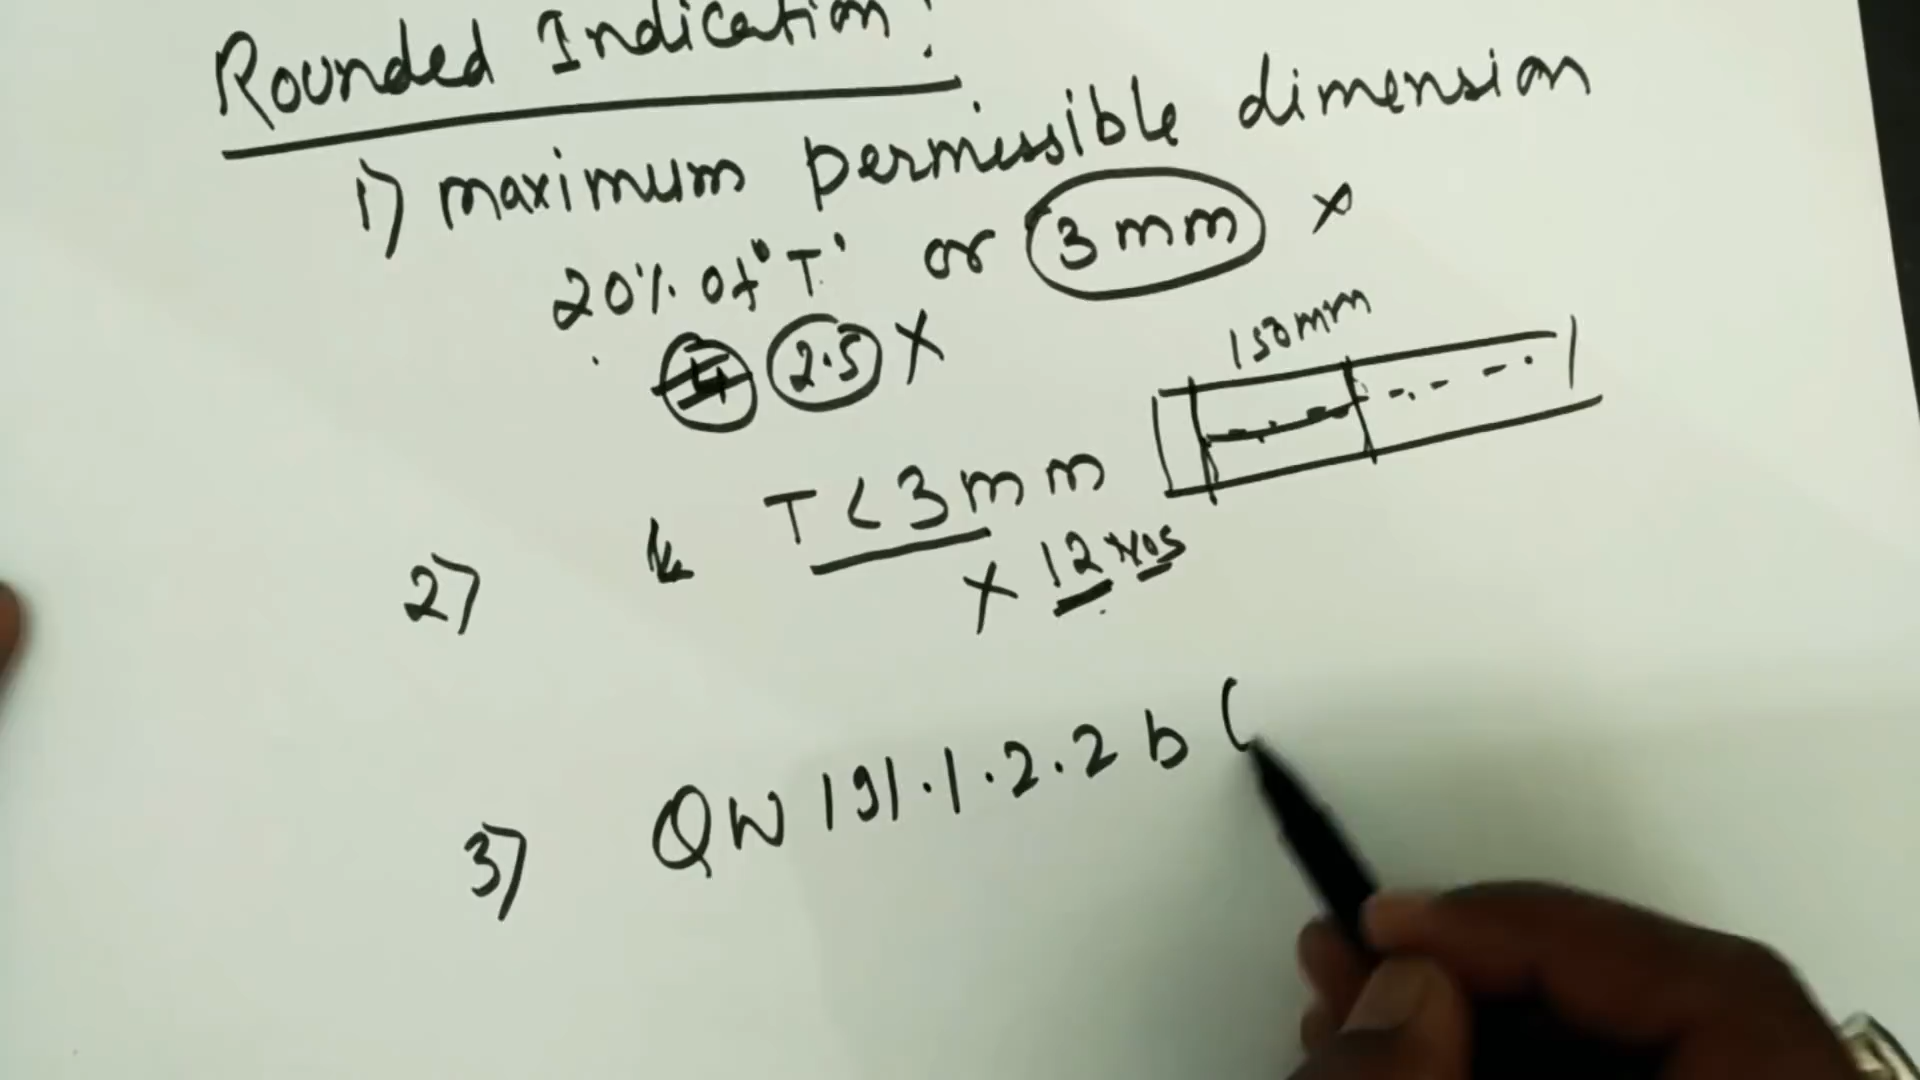 Rounded Indication:
1) maximum permissible dimension
20% of 'T' or 3mm X
4 2.5 X
150mm
2) T<3mm
X 12 Nos
3) QW 191.1.2.2 b (